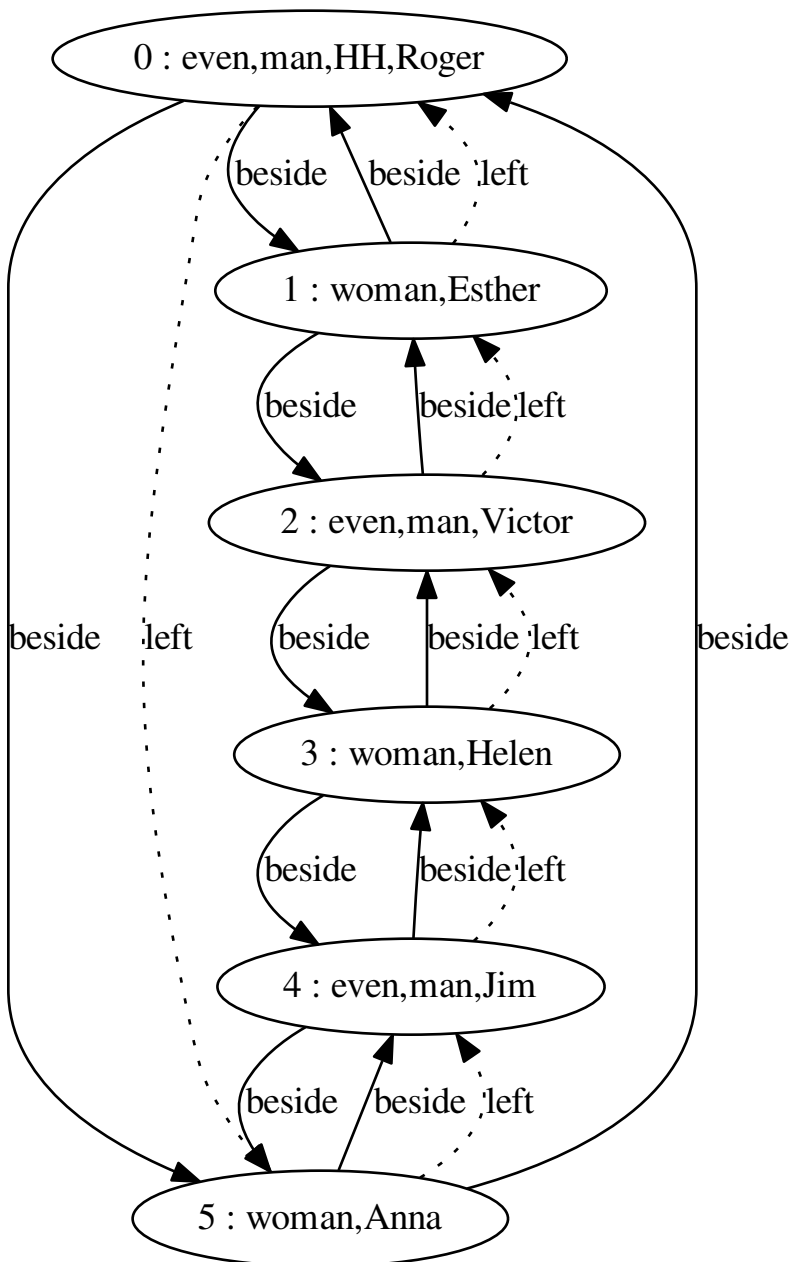 0 : even,man,HH,Roger
beside beside left
1 : woman,Esther
beside beside left
2 : even,man,Victor
beside left beside beside left beside
3 : woman,Helen
beside beside left
4 : even,man,Jim
beside beside left
5 : woman,Anna